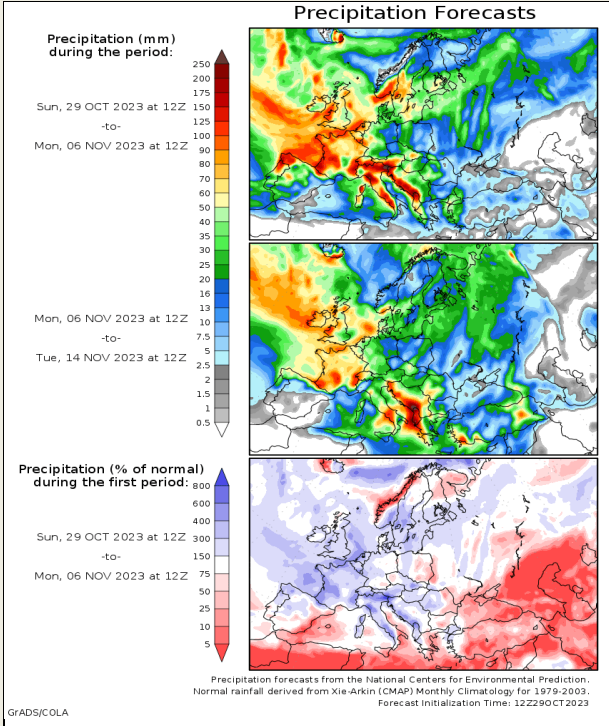 Precipitation Forecasts
Precipitation (mm)
during the period:
Sun, 29 OCT 2023 at 12Z
-to-
Mon, 06 NOV 2023 at 12Z
250
200
175
150
125
100
90
80
70
60
50
40
35
30
25
20
16
13
10
7.5
5
2.5
2
1.5
1
0.5
Mon, 06 NOV 2023 at 12Z
-to-
Tue, 14 NOV 2023 at 12Z
Precipitation (% of normal)
during the first period:
Sun, 29 OCT 2023 at 12Z
-to-
Mon, 06 NOV 2023 at 12Z
800
600
400
300
150
75
50
25
10
5
Precipitation forecasts from the National Centers for Environmental Prediction.
Normal rainfall derived from Xie-Arkin (CMAP) Monthly Climatology for 1979-2003.
Forecast Initialization Time: 12Z29OCT2023
GrADS/COLA